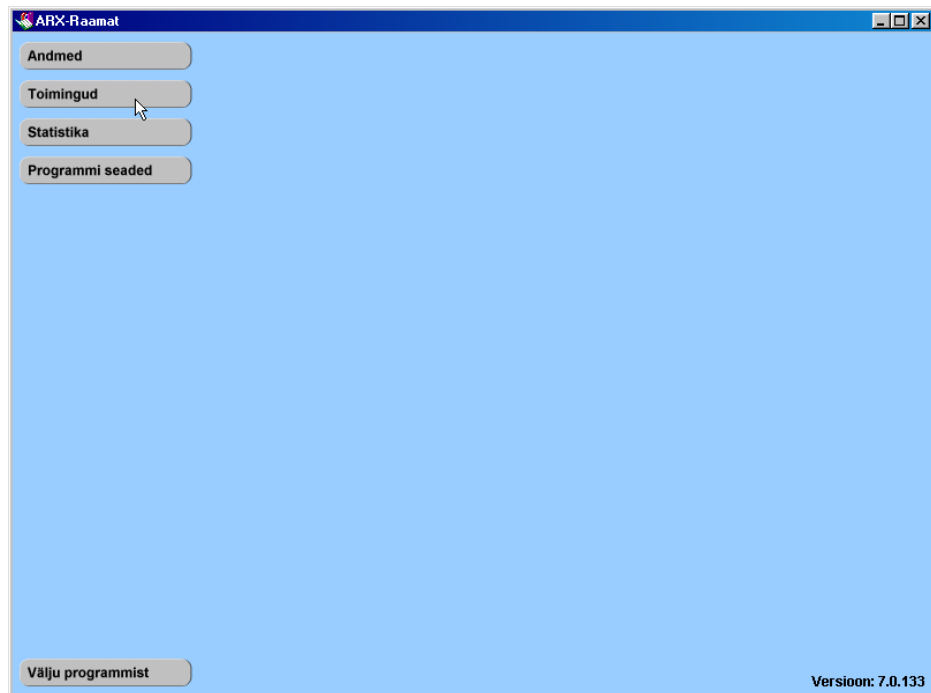 ARX-Raamat
Andmed
Toimingud
Statistika
Programmi seaded
Välju programmist
Versioon: 7.0.133